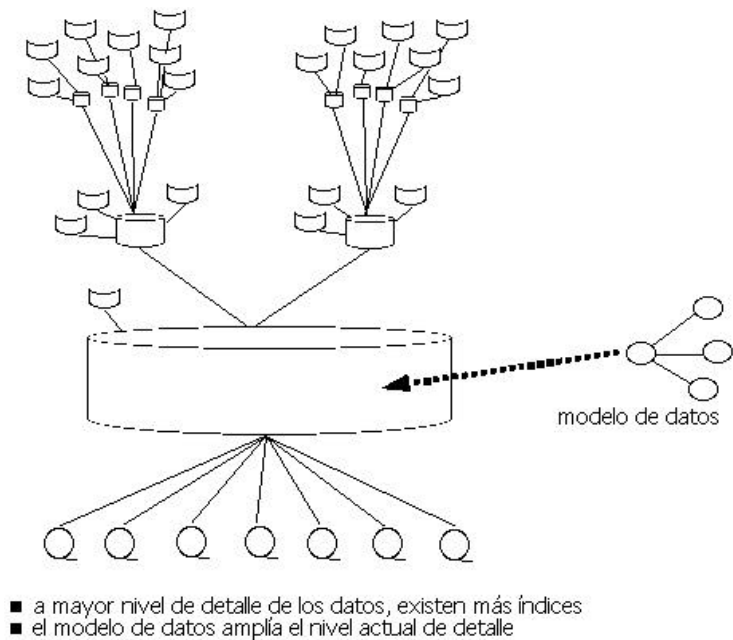 modelo de datos
■ a mayor nivel de detalle de los datos, existen más índices
■ el modelo de datos amplía el nivel actual de detalle